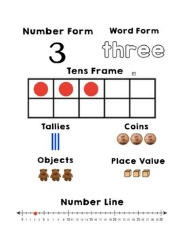 Number Form Word Form
3 three
Tens Frame
Tallies Coins
Objects Place Value
Number Line